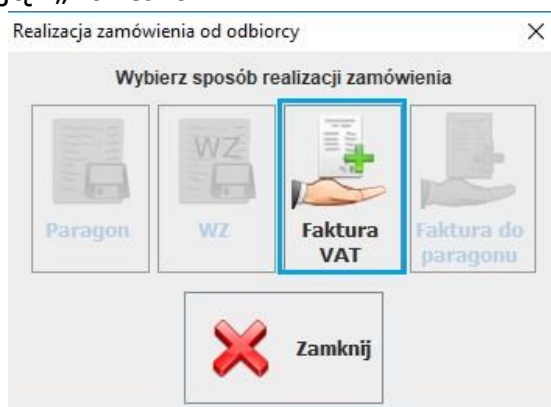 Realizacja zamówienia od odbiorcy
Wybierz sposób realizacji zamówienia
WZ
Paragon
WZ
Faktura
VAT
Faktura do
paragonu
Zamknij